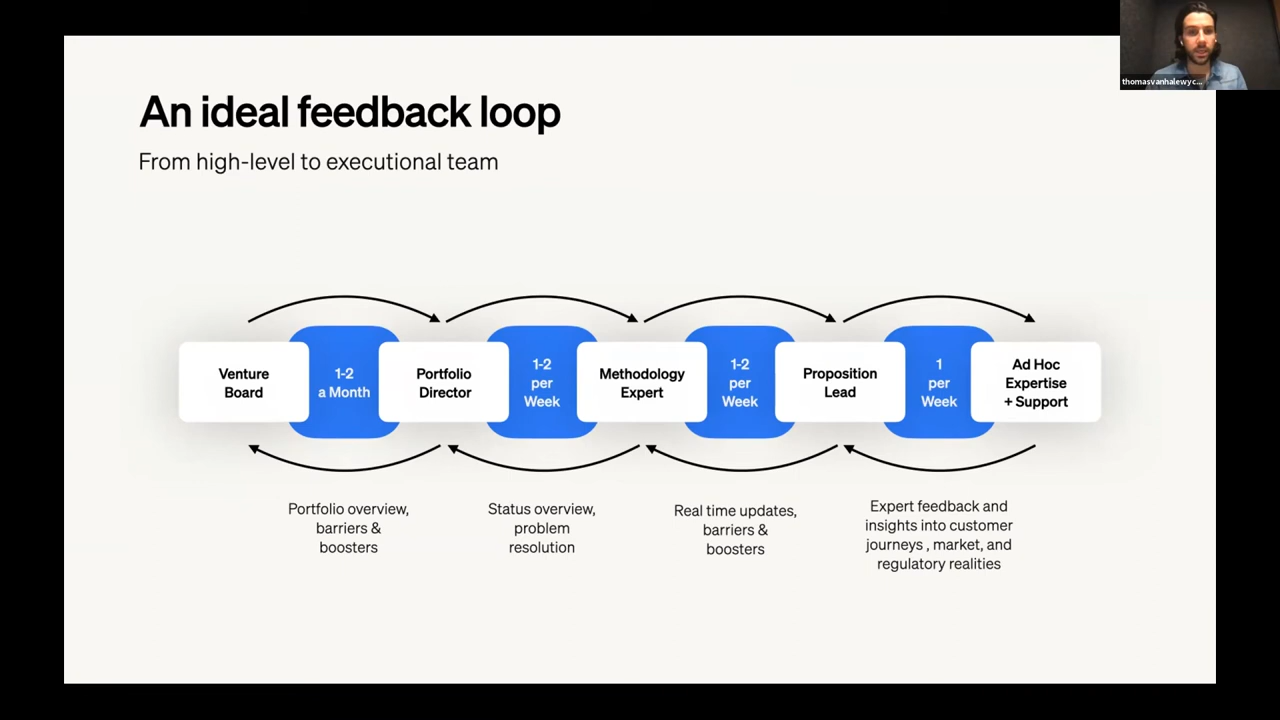 thomasvanhalewyc...
An ideal feedback loop
From high-level to executional team
Venture
Board
1-2
a Month
Portfolio
Director
1-2
per
Week
Methodology
Expert
1-2
per
Week
Proposition
Lead
1
per
Week
Ad Hoc
Expertise
+ Support
Portfolio overview,
barriers &
boosters
Status overview,
problem
resolution
Real time updates,
barriers &
boosters
Expert feedback and
insights into customer
journeys , market, and
regulatory realities